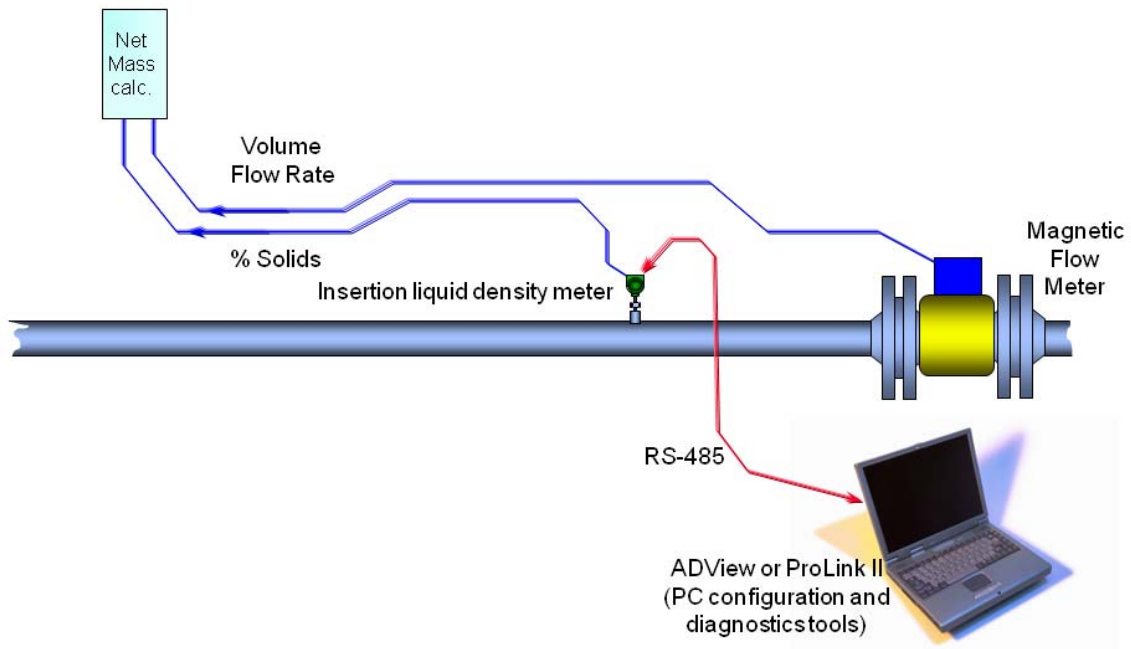 Net
Mass
calc.
Volume
Flow Rate
% Solids
Insertion liquid density meter
Magnetic
Flow
Meter
RS-485
ADView or ProLink II
(PC configuration and
diagnostics tools)